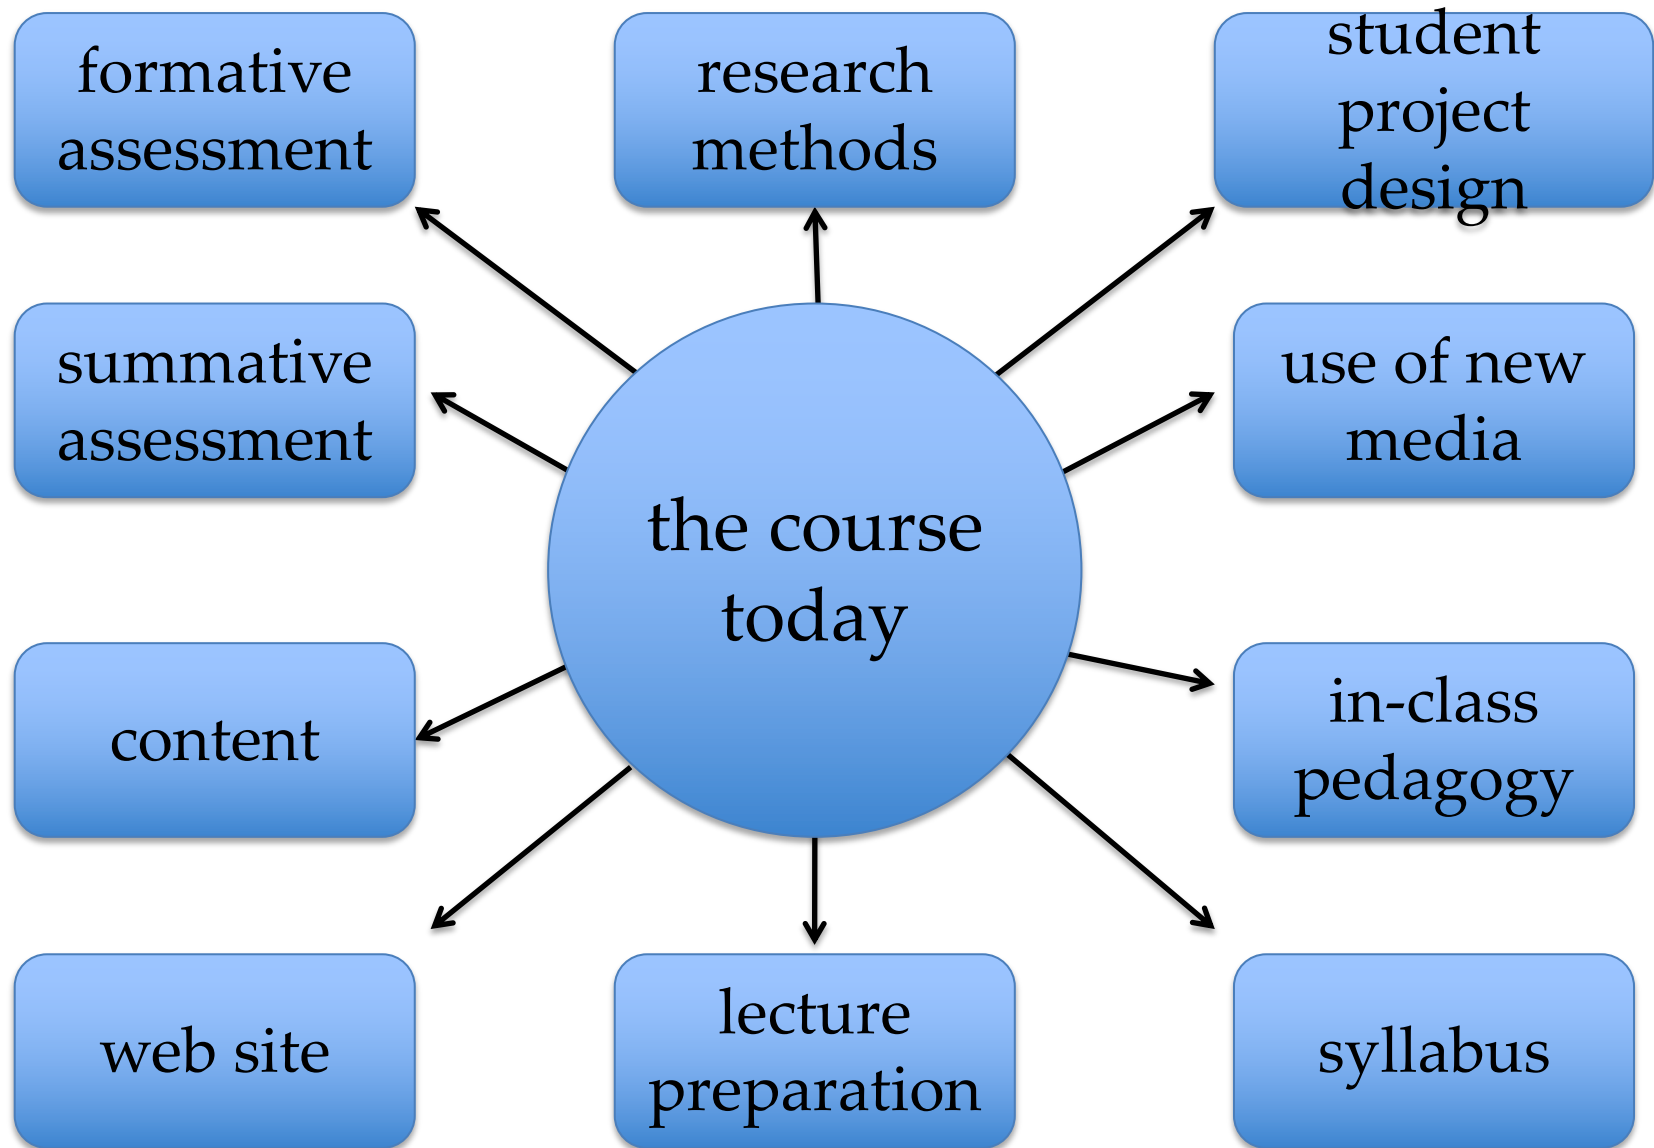 formative
assessment
research
methods
student
project
design
summative
assessment
use of new
media
the course
today
content
in-class
pedagogy
web site
lecture
preparation
syllabus